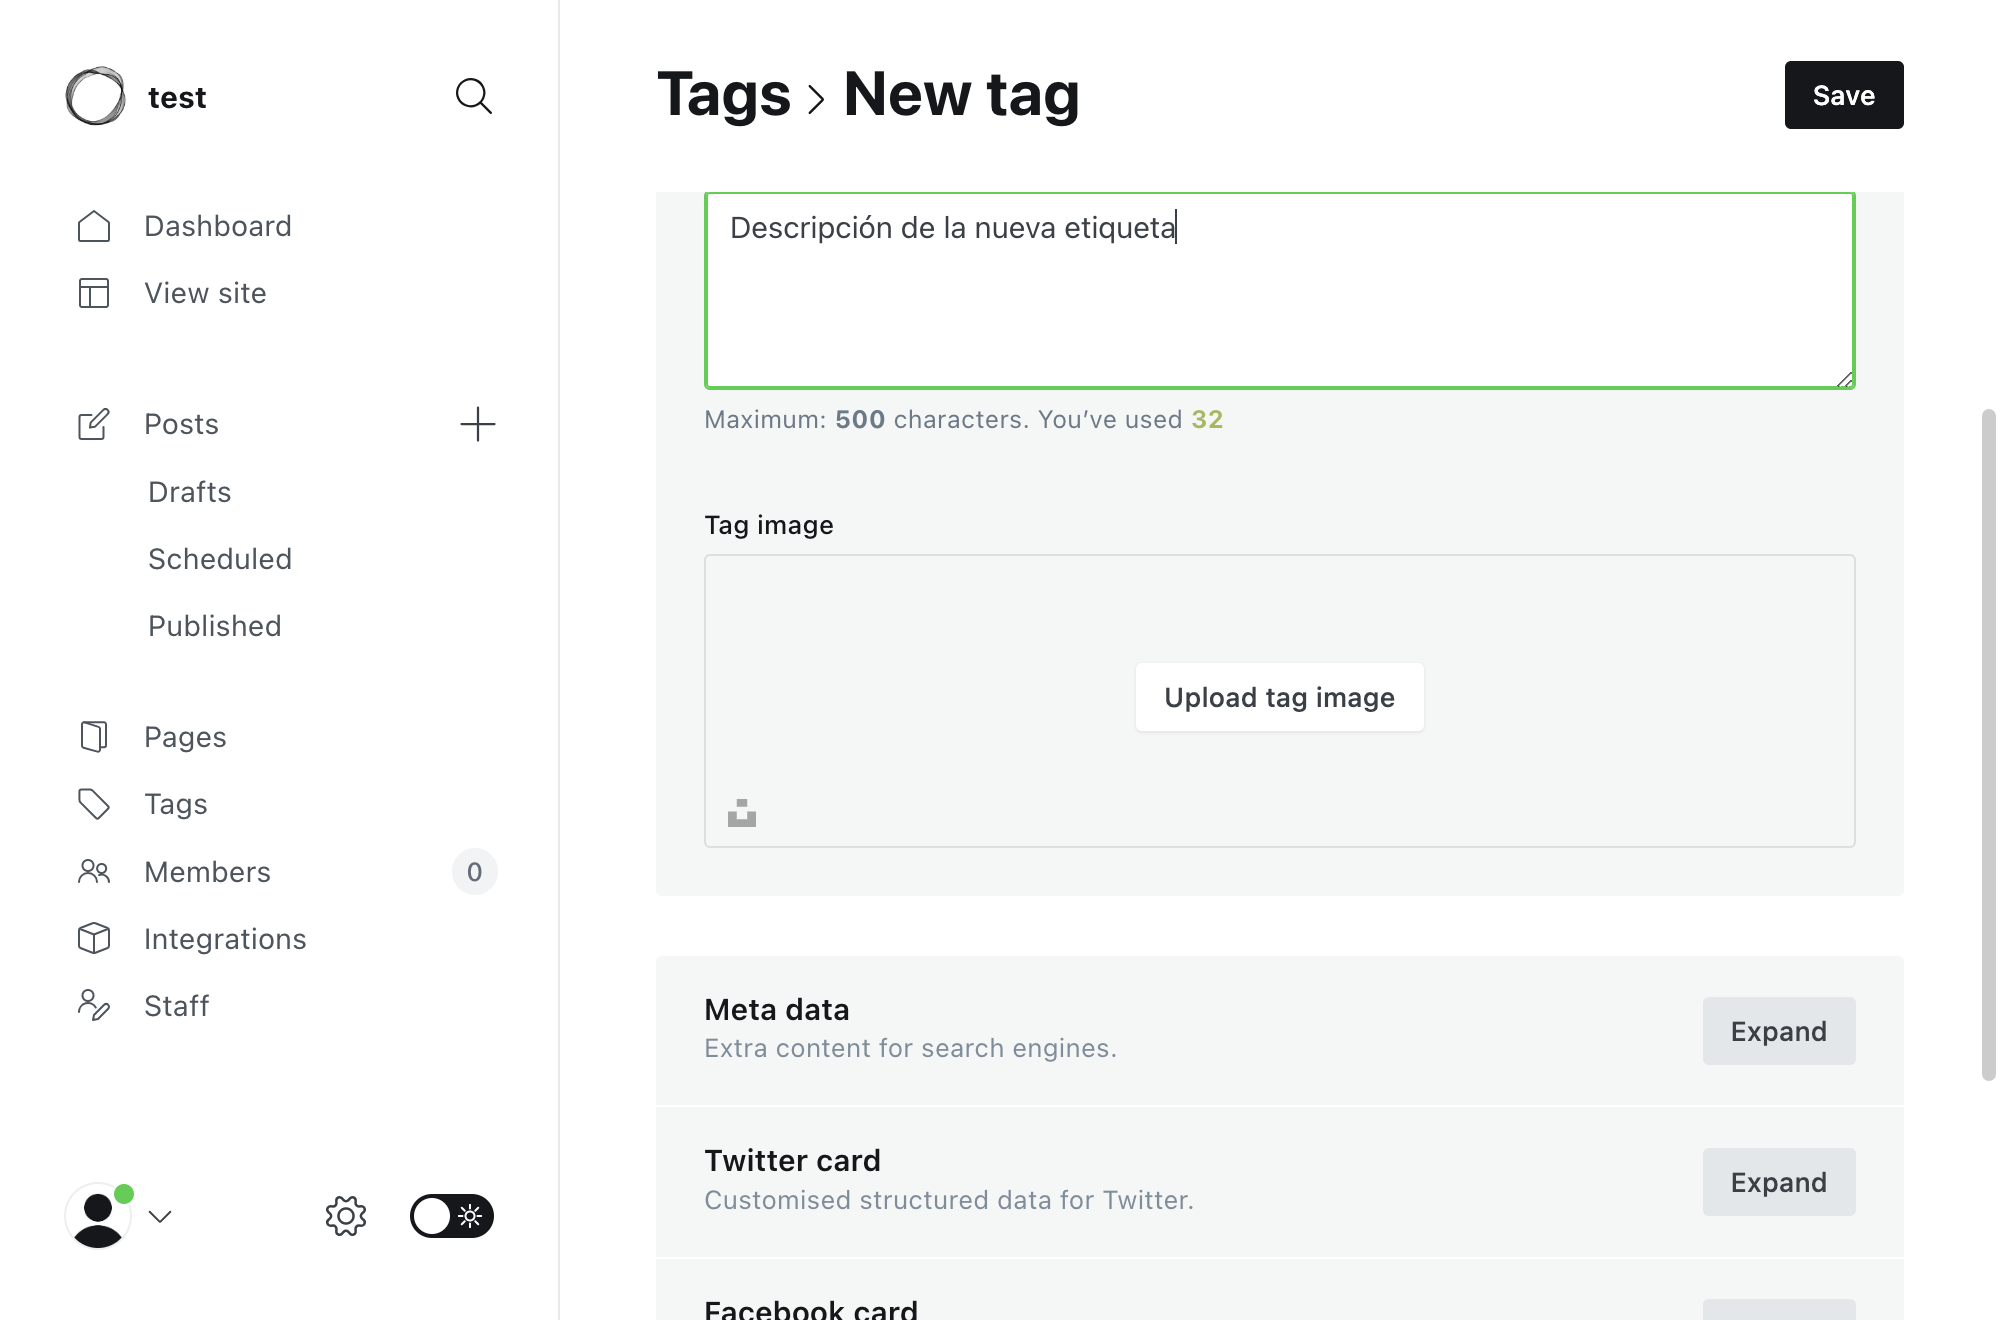 test
Tags > New tag
Save
Dashboard
View site
Posts
Drafts
Scheduled
Published
Pages
Tags
Members
0
Integrations
Staff
Descripción de la nueva etiqueta
Maximum: 500 characters. You’ve used 32
Tag image
Upload tag image
Meta data
Extra content for search engines.
Expand
Twitter card
Customised structured data for Twitter.
Expand
Facebook card